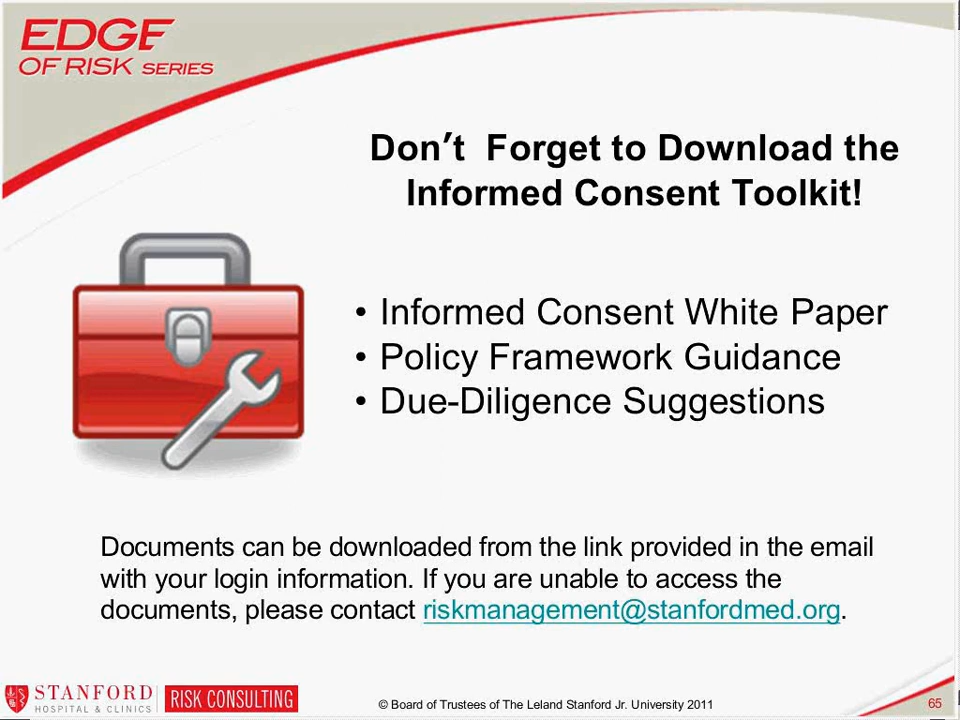 EDGE
OF RISK SERIES
Don’t Forget to Download the
Informed Consent Toolkit!
• Informed Consent White Paper
• Policy Framework Guidance
• Due-Diligence Suggestions
Documents can be downloaded from the link provided in the email
with your login information. If you are unable to access the
documents, please contact riskmanagement@stanfordmed.org.
STANFORD
HOSPITAL & CLINICS
RISK CONSULTING
© Board of Trustees of The Leland Stanford Jr. University 2011
65